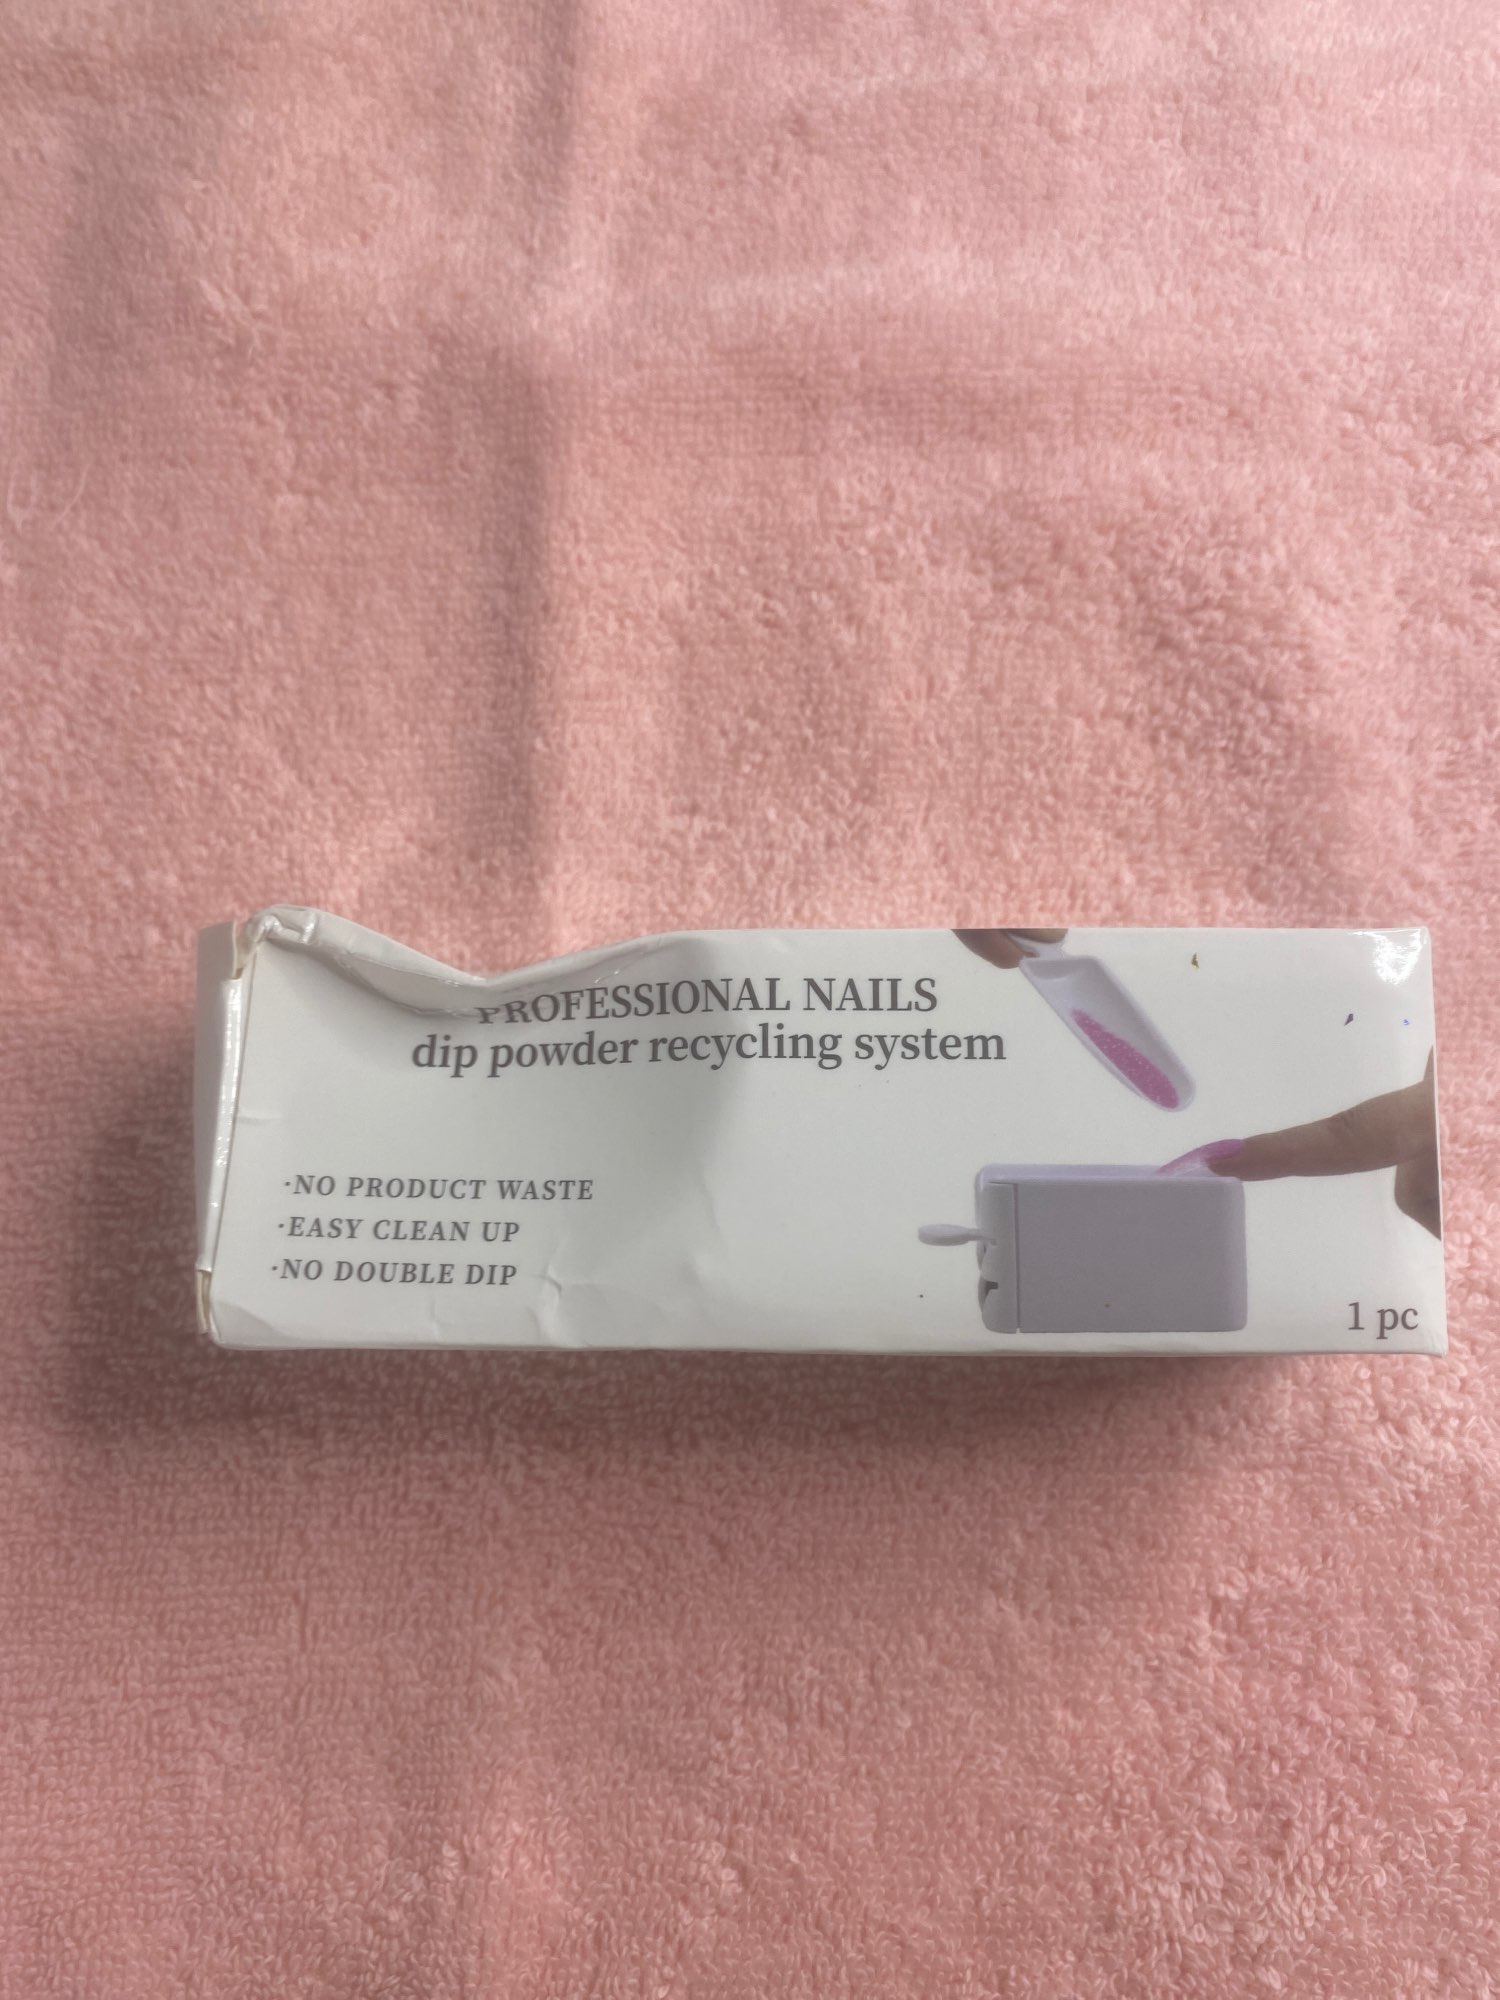 PROFESSIONAL NAILS
dip powder recycling system
·NO PRODUCT WASTE
·EASY CLEAN UP
·NO DOUBLE DIP
1 pc